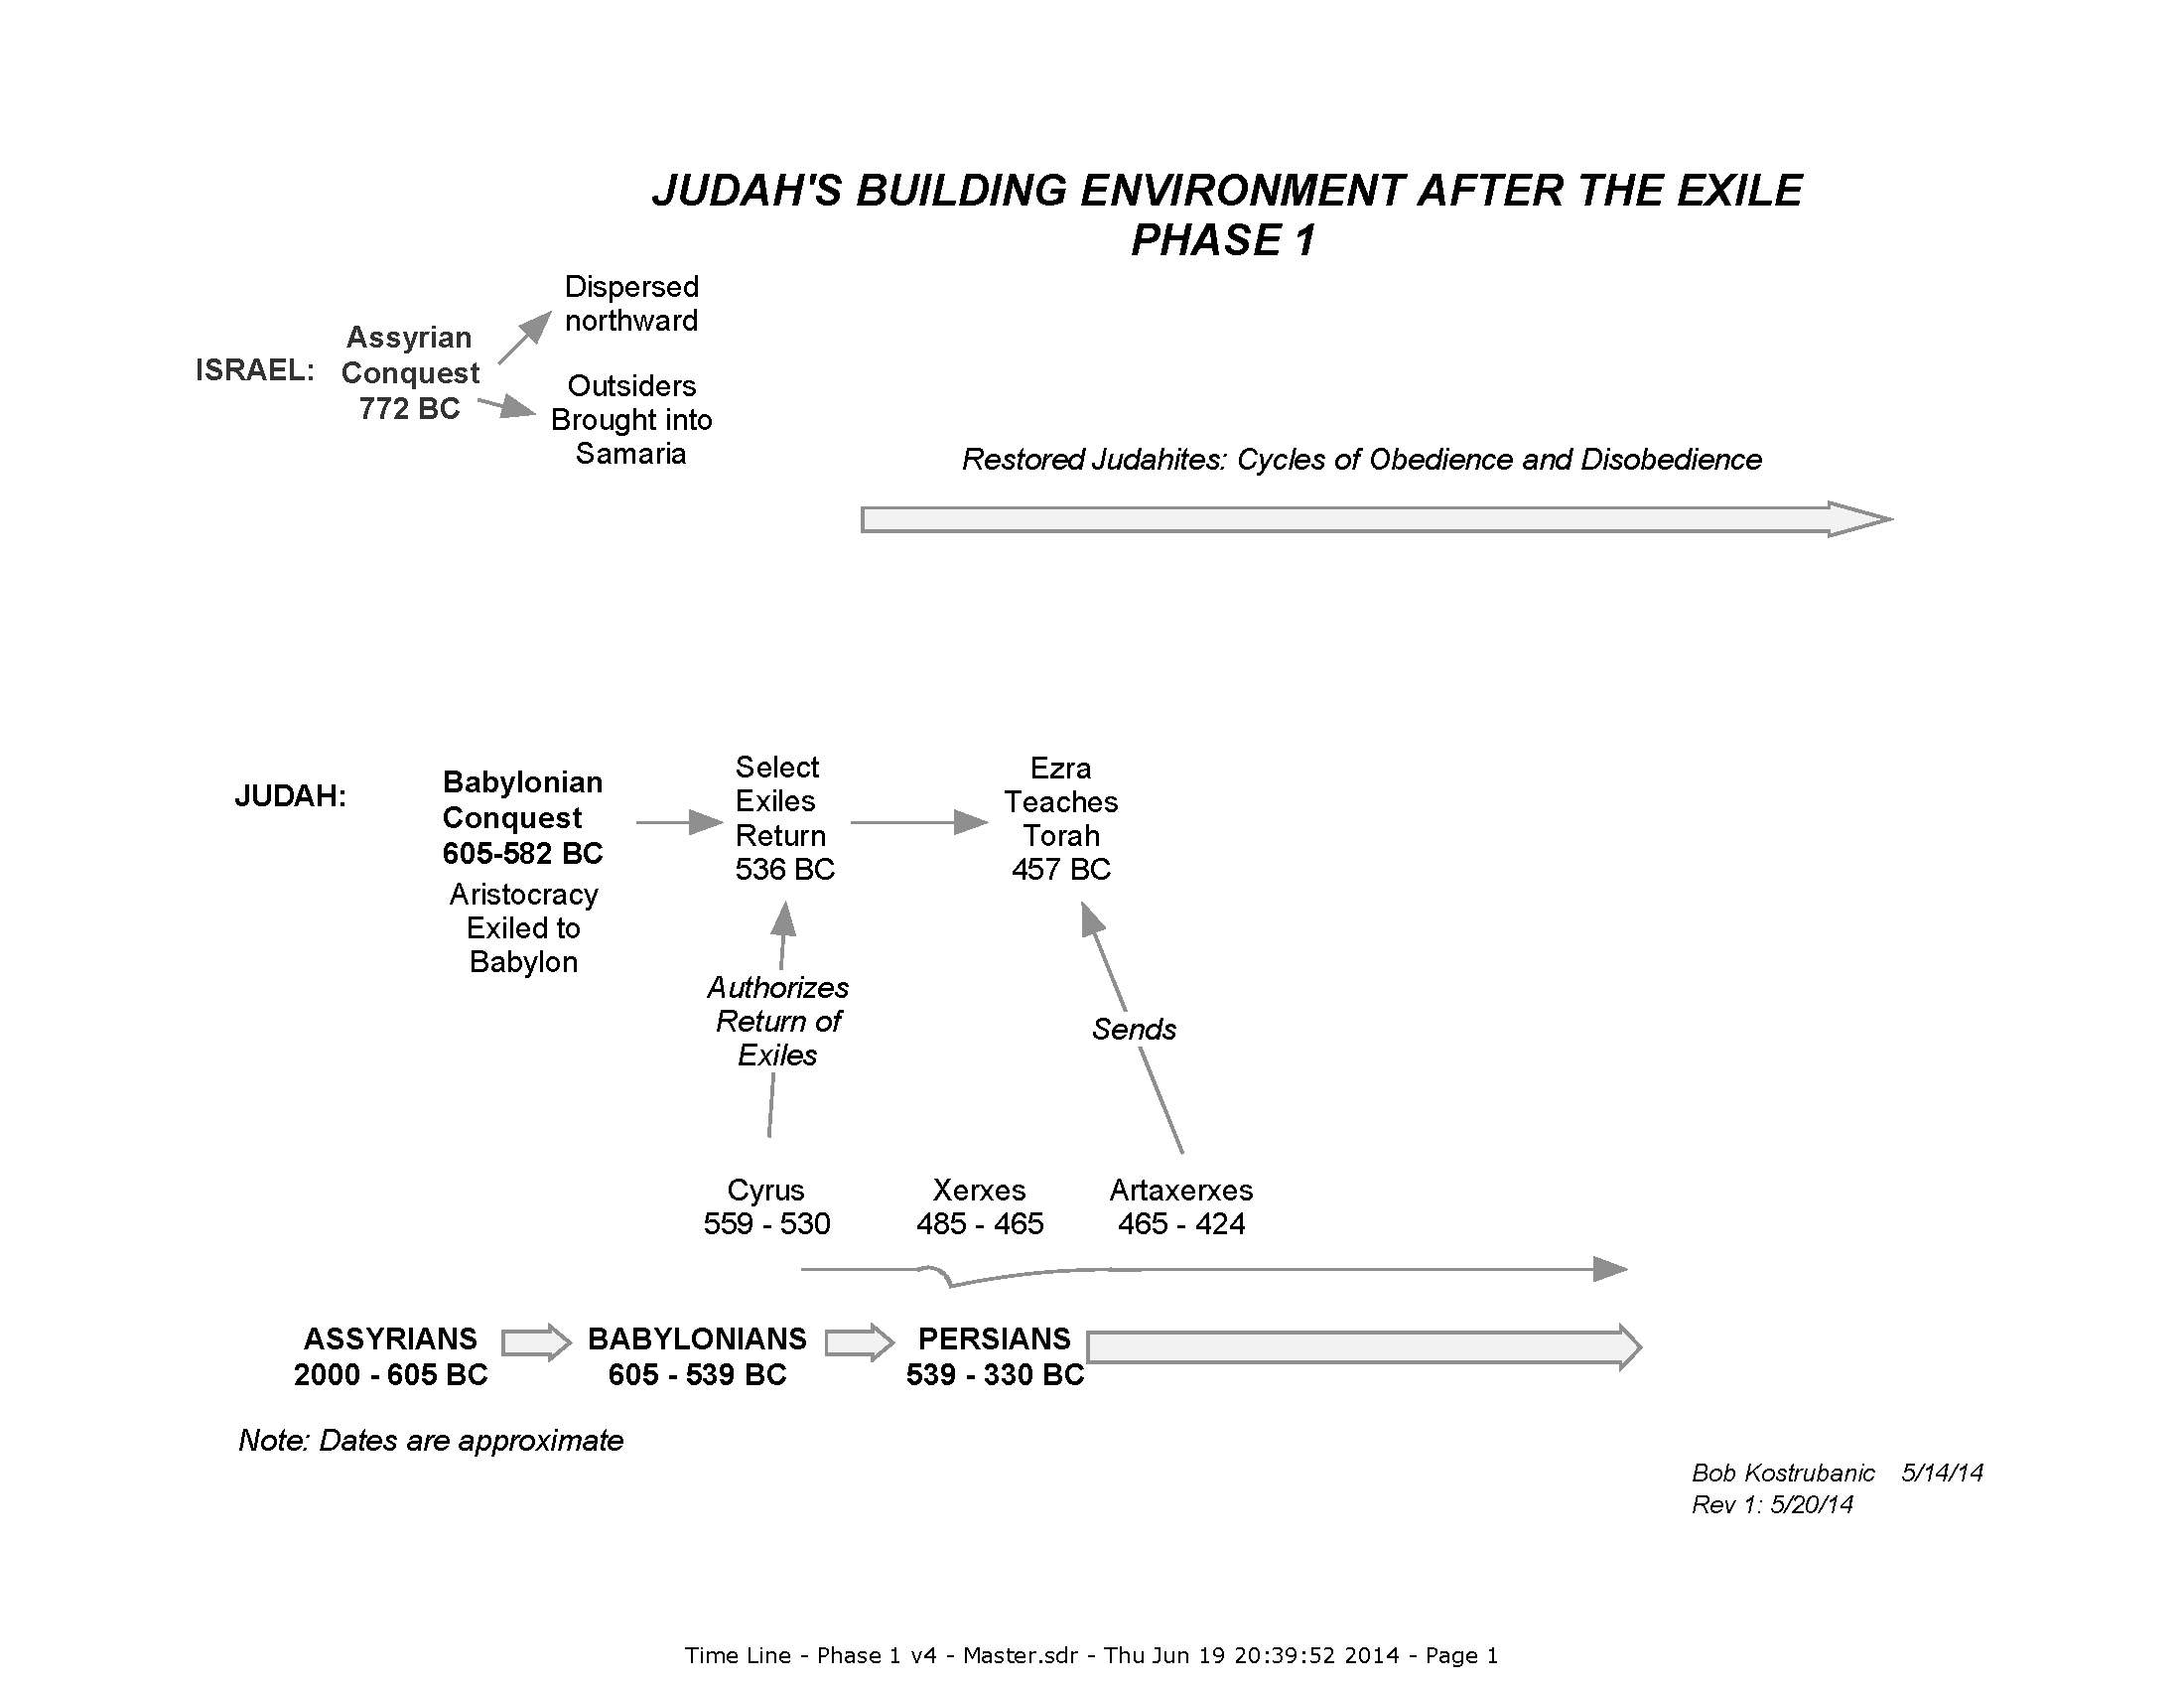 JUDAH'S BUILDING ENVIRONMENT AFTER THE EXILE
PHASE 1
ISRAEL:
Assyrian
Conquest
772 BC
Dispersed
northward
Outsiders
Brought into
Samaria
Restored Judahites: Cycles of Obedience and Disobedience
JUDAH:
Babylonian
Conquest
605-582 BC
Aristocracy
Exiled to
Babylon
Select
Exiles
Return
536 BC
Ezra
Teaches
Torah
457 BC
Authorizes
Return of
Exiles
Sends
Cyrus
559 - 530
Xerxes
485 - 465
Artaxerxes
465 - 424
ASSYRIANS
2000 - 605 BC
BABYLONIANS
605 - 539 BC
PERSIANS
539 - 330 BC
Note: Dates are approximate
Bob Kostrubanic 5/14/14
Rev 1: 5/20/14
Time Line - Phase 1 v4 - Master.sdr - Thu Jun 19 20:39:52 2014 - Page 1